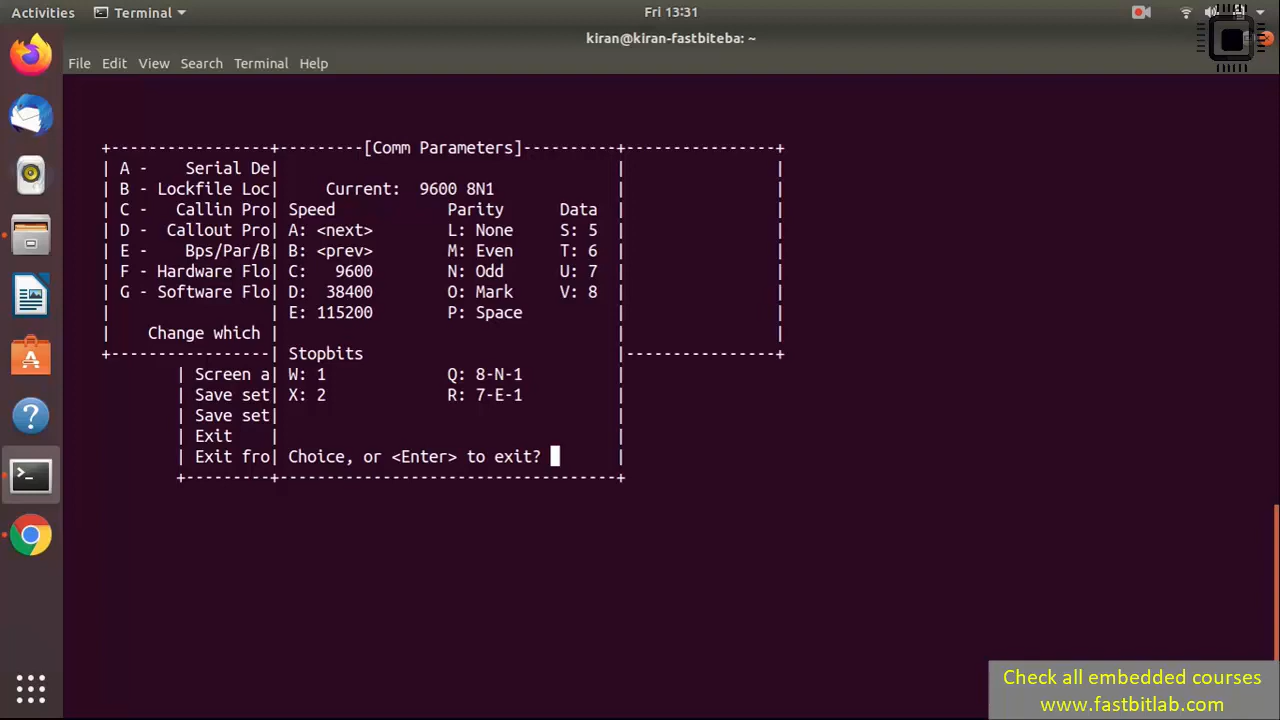 Activities Terminal Fri 13:31
kiran@kiran-fastbiteba: ~
File Edit View Search Terminal Help
+----------------+---------[Comm Parameters]----------+----------------+
| A -    Serial De|                                    |                |
| B - Lockfile Loc|     Current:  9600 8N1             |                |
| C -   Callin Pro| Speed            Parity      Data  |                |
| D -  Callout Pro| A: <next>        L: None     S: 5  |                |
| E -    Bps/Par/B| B: <prev>        M: Even     T: 6  |                |
| F - Hardware Flo| C:   9600        N: Odd      U: 7  |                |
| G - Software Flo| D:  38400        O: Mark     V: 8  |                |
|                 | E: 115200        P: Space          |                |
|    Change which |                                    |                |
+-----------------| Stopbits                           |----------------+
| Screen a| W: 1             Q: 8-N-1          |
| Save set| X: 2             R: 7-E-1          |
| Save set|                                    |
| Exit    |                                    |
| Exit fro| Choice, or <Enter> to exit?        |
+---------+------------------------------------+
Check all embedded courses
www.fastbitlab.com